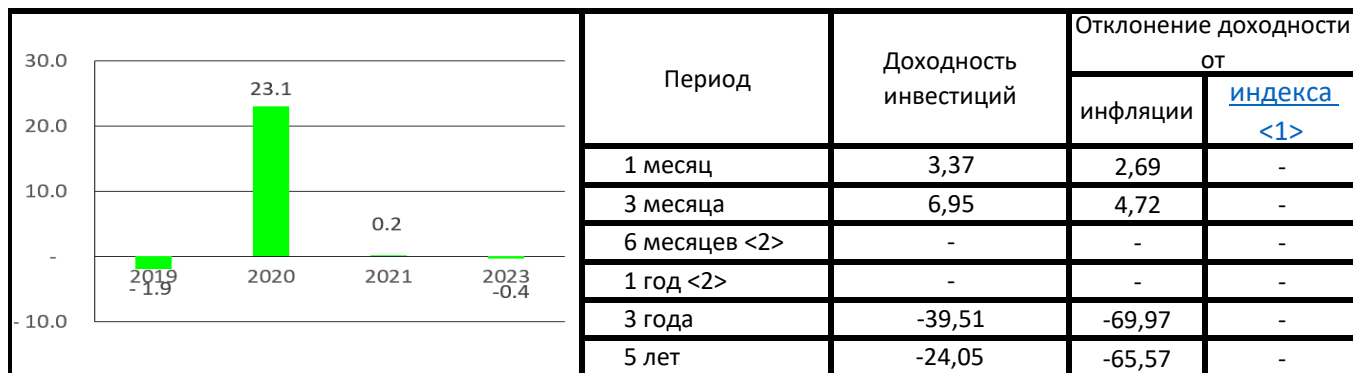 30.0
20.0
10.0
-
- 10.0
23.1
0.2
2019
2020
2021
2023
- 1.9
-0.4
Период
Доходность
инвестиций
Отклонение доходности
от
инфляции
индекса
<1>
1 месяц 3,37 2,69 -
3 месяца 6,95 4,72 -
6 месяцев <2> - - -
1 год <2> - - -
3 года -39,51 -69,97 -
5 лет -24,05 -65,57 -